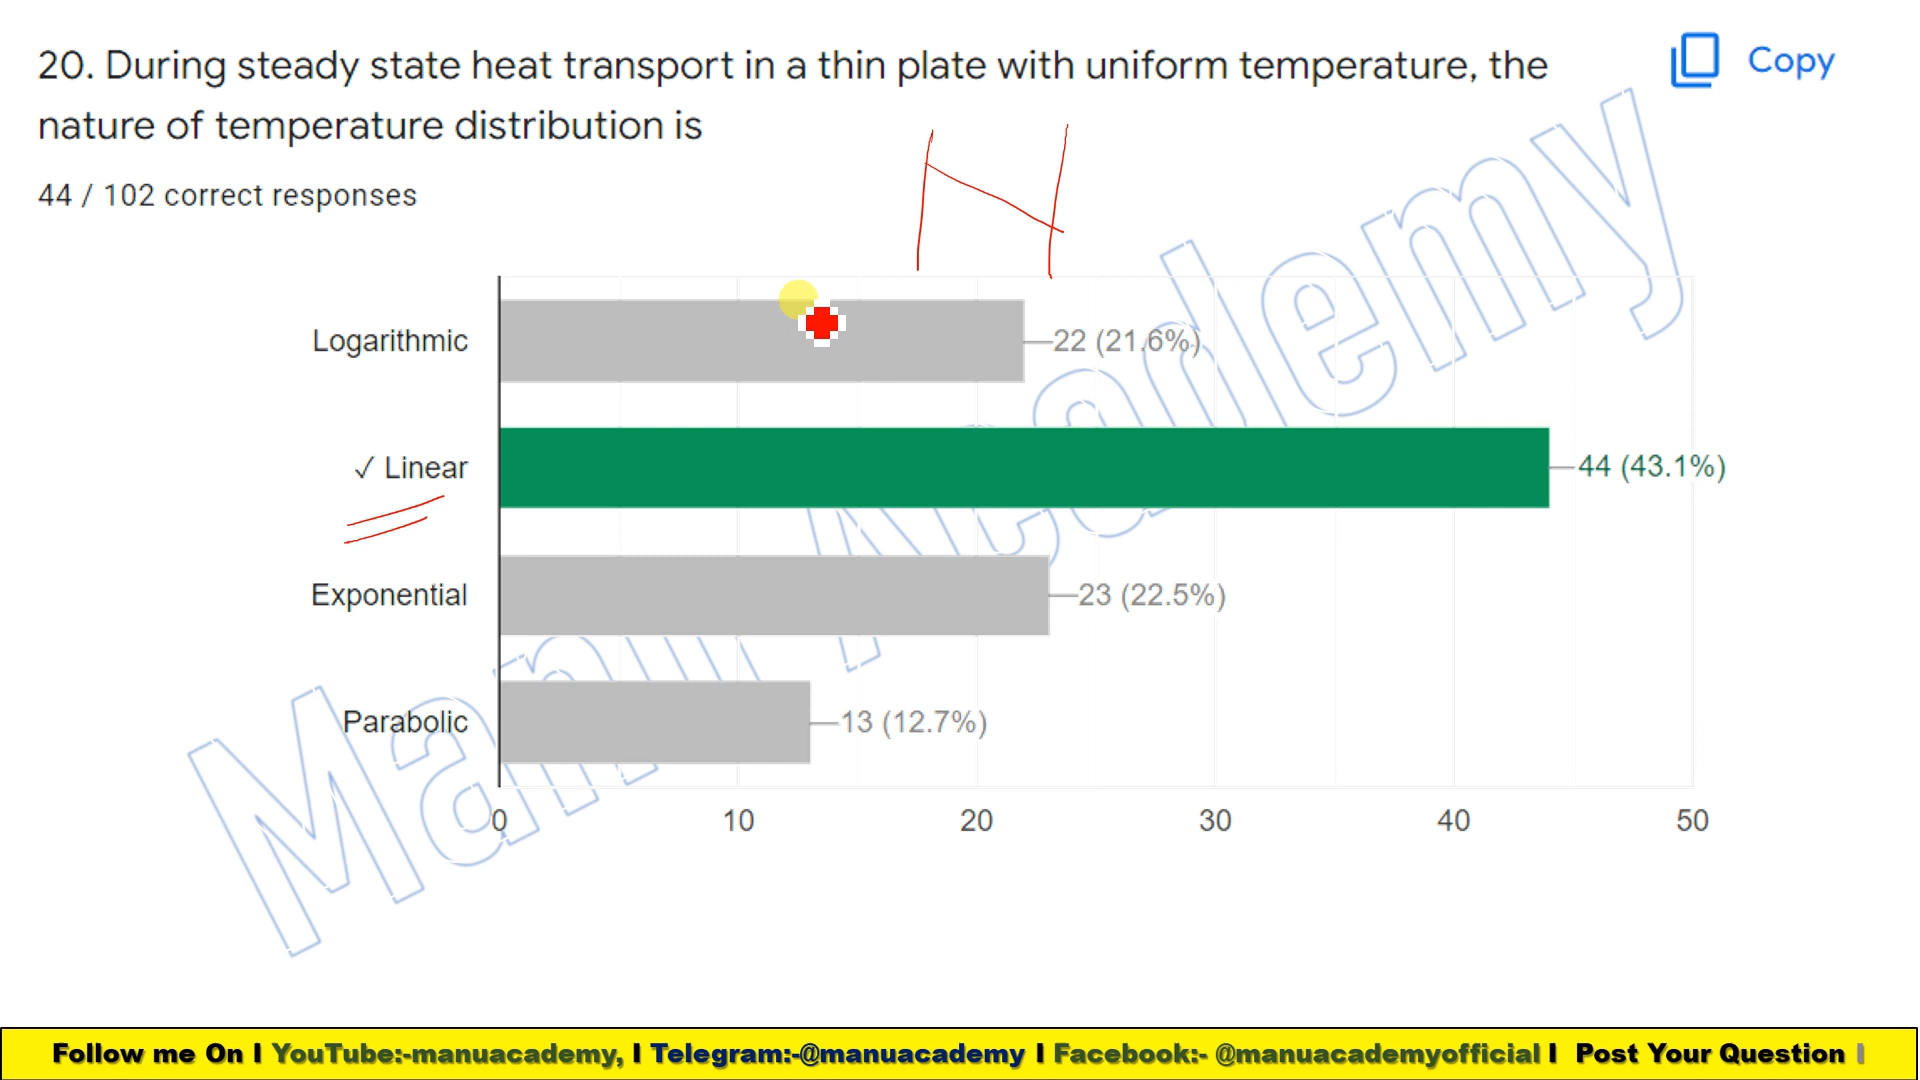 20. During steady state heat transport in a thin plate with uniform temperature, the
nature of temperature distribution is
Copy
44 / 102 correct responses
Logarithmic
22 (21.6%)
✓ Linear
44 (43.1%)
Exponential
23 (22.5%)
Parabolic
13 (12.7%)
0 10 20 30 40 50
Manu Academy
Follow me On I YouTube:-manuacademy, I Telegram:-@manuacademy I Facebook:- @manuacademyofficial I Post Your Question I